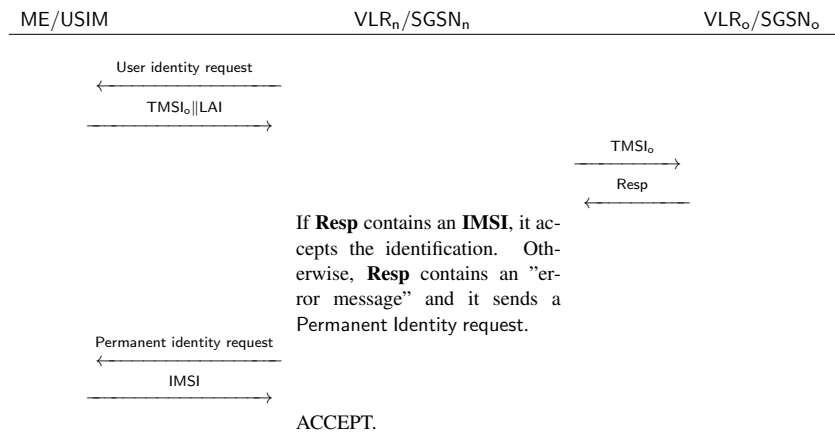 ME/USIM VLRn/SGSNn VLRo/SGSNo
User identity request
TMSIo||LAI
TMSIo
Resp
If Resp contains an IMSI, it ac-
cepts the identification. Oth-
erwise, Resp contains an ”er-
ror message” and it sends a
Permanent Identity request.
Permanent identity request
IMSI
ACCEPT.